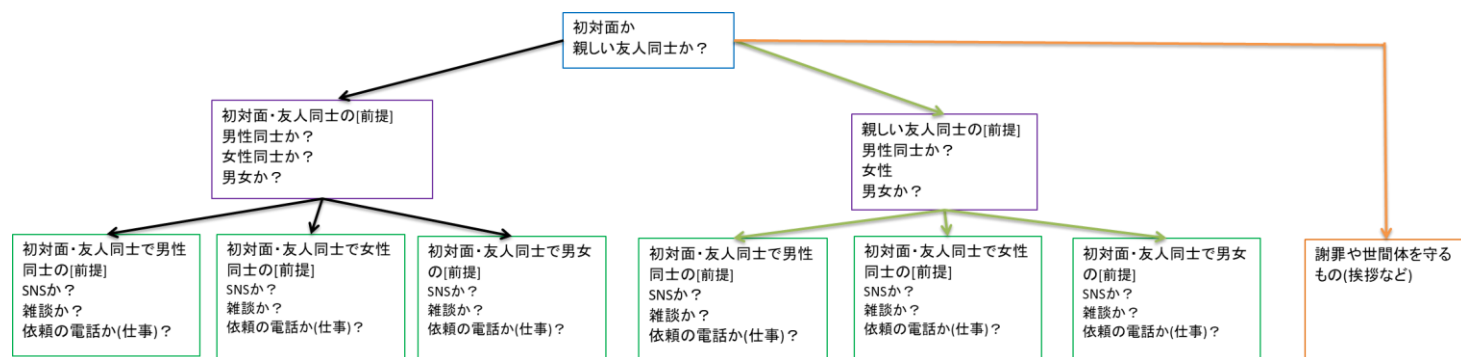 初対面か
親しい友人同士か？
初対面・友人同士の[前提]
男性同士か？
女性同士か？
男女か？
親しい友人同士の[前提]
男性同士か？
女性
男女か？
初対面・友人同士で男性
同士の[前提]
SNSか？
雑談か？
依頼の電話か(仕事)？
初対面・友人同士で女性
同士の[前提]
SNSか？
雑談か？
依頼の電話か(仕事)？
初対面・友人同士で男女
の[前提]
SNSか？
雑談か？
依頼の電話か(仕事)？
初対面・友人同士で男性
同士の[前提]
SNSか？
雑談か？
依頼の電話か(仕事)？
初対面・友人同士で女性
同士の[前提]
SNSか？
雑談か？
依頼の電話か(仕事)？
初対面・友人同士で男女
の[前提]
SNSか？
雑談か？
依頼の電話か(仕事)？
謝罪や世間体を守る
もの(挨拶など)